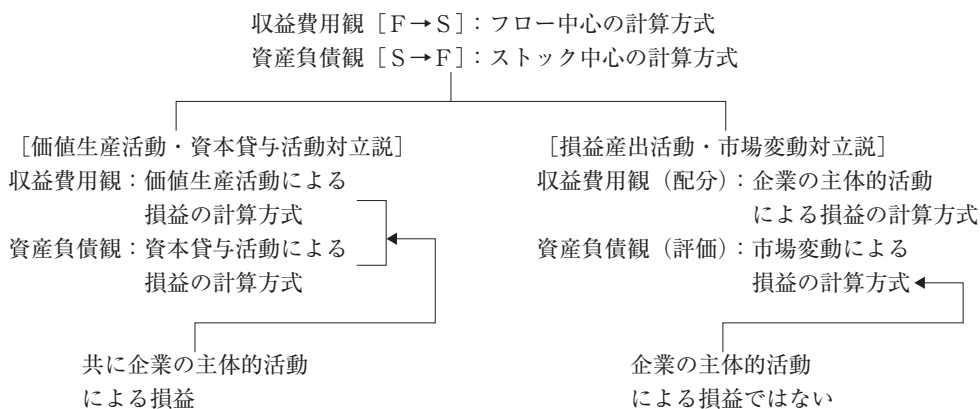 収益費用観[F→S]:フロー中心の計算方式
資産負債観[S→F]:ストック中心の計算方式
[価値生産活動・資本貸与活動対立説]
収益費用観:価値生産活動による
損益の計算方式
資産負債観:資本貸与活動による
損益の計算方式
共に企業の主体的活動
による損益
[損益産出活動・市場変動対立説]
収益費用観(配分):企業の主体的活動
による損益の計算方式
資産負債観(評価):市場変動による
損益の計算方式
企業の主体的活動
による損益ではない